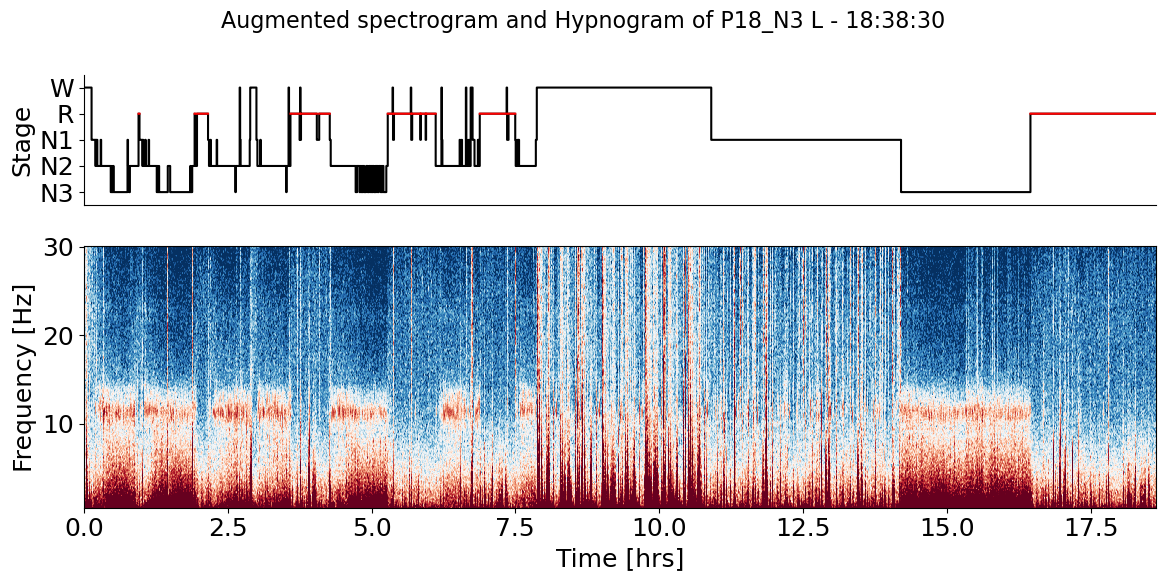 Augmented spectrogram and Hypnogram of P18_N3 L - 18:38:30
Stage
W
R
N1
N2
N3
Frequency [Hz]
30
20
10
0.0 2.5 5.0 7.5 10.0 12.5 15.0 17.5
Time [hrs]